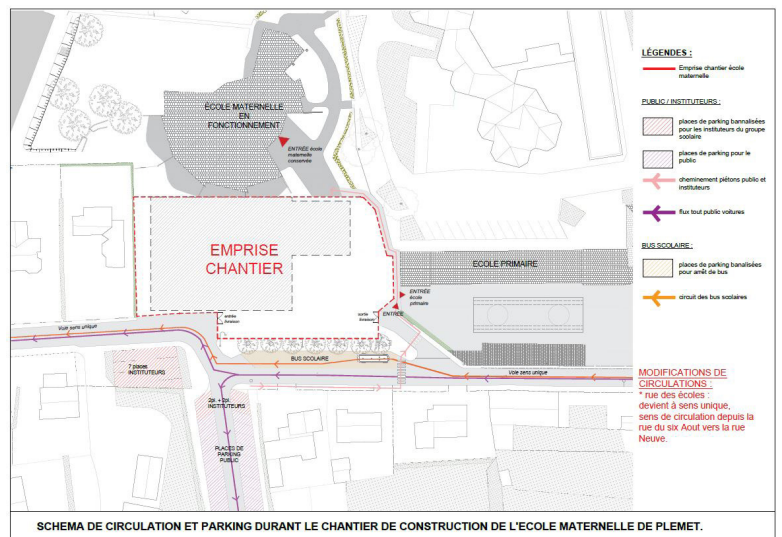 ÉCOLE MATERNELLE
EN
FONCTIONNEMENT
ENTRÉE école
maternelle
conservée
EMPRISE
CHANTIER
ECOLE PRIMAIRE
ENTRÉE
école
primaire
ENTRÉE
entrée
livraison
sortie
livraison
Voie sens unique
BUS SCOLAIRE
Voie sens unique
7 places
INSTITUTEURS
2pl. + 2pl.
INSTITUTEURS
PLACES DE
PARKING
PUBLIC
LÉGENDES :
Emprise chantier école
maternelle
PUBLIC / INSTITUTEURS :
places de parking bannalisées
pour les instituteurs du groupe
scolaire
places de parking pour le
public
cheminement piétons public et
instituteurs
flux tout public voitures
BUS SCOLAIRE :
places de parking banalisées
pour arrêt de bus
circuit des bus scolaires
MODIFICATIONS DE
CIRCULATIONS :
* rue des écoles :
devient à sens unique,
sens de circulation depuis la
rue du six Aout vers la rue
Neuve.
SCHEMA DE CIRCULATION ET PARKING DURANT LE CHANTIER DE CONSTRUCTION DE L'ECOLE MATERNELLE DE PLEMET.